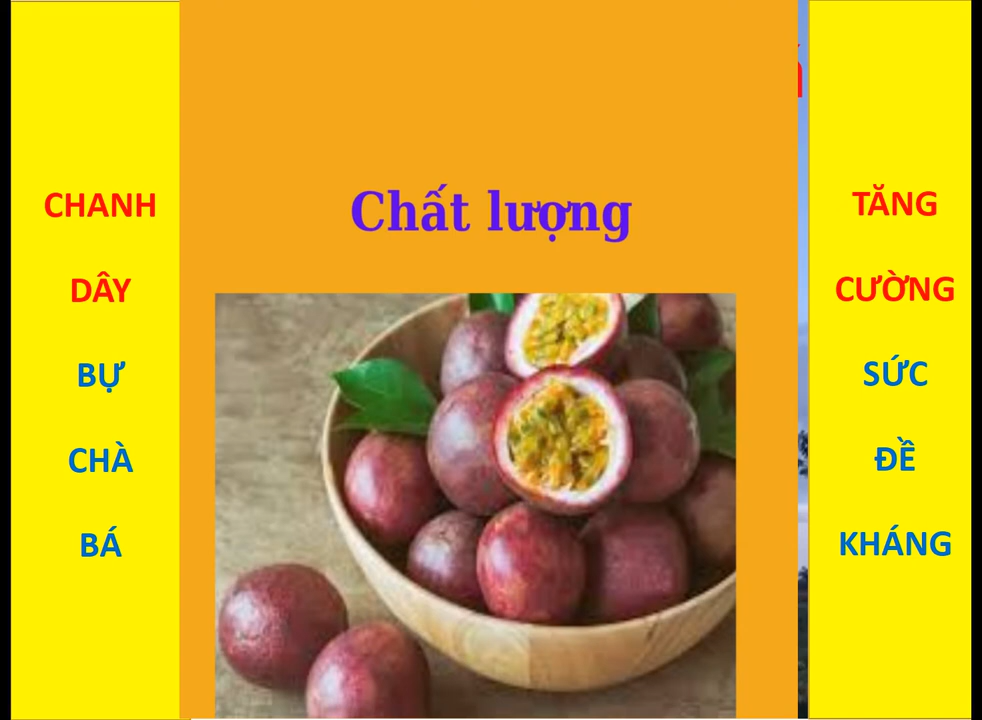 CHANH
DÂY
BỰ
CHÀ
BÁ
Chất lượng
TĂNG
CƯỜNG
SỨC
ĐỀ
KHÁNG